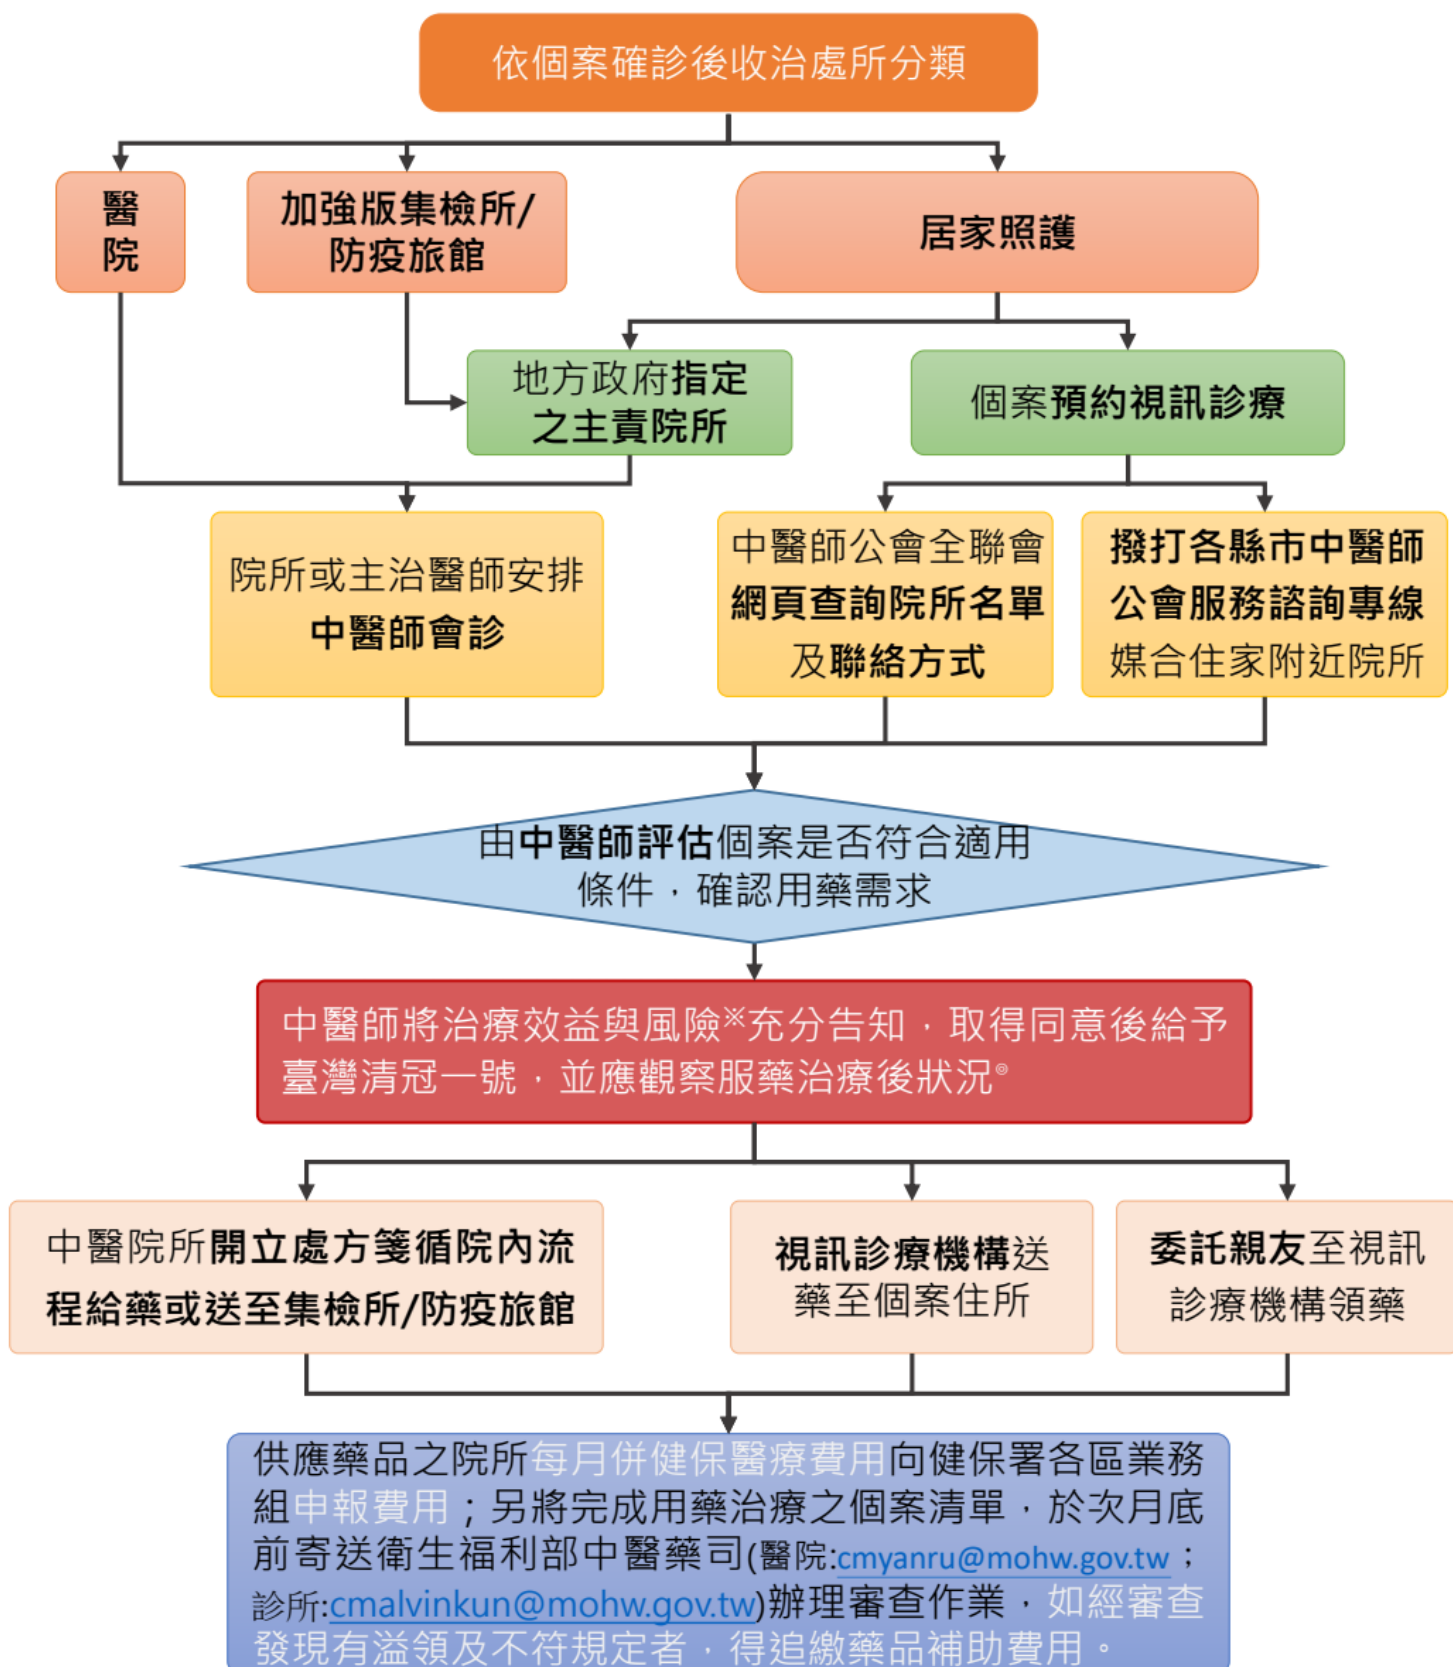 依個案確診後收治處所分類
醫
院
加強版集檢所/
防疫旅館
居家照護
地方政府指定
之主責院所
個案預約視訊診療
院所或主治醫師安排
中醫師會診
中醫師公會全聯會
網頁查詢院所名單
及聯絡方式
撥打各縣市中醫師
公會服務諮詢專線
媒合住家附近院所
由中醫師評估個案是否符合適用
條件，確認用藥需求
中醫師將治療效益與風險※充分告知，取得同意後給予
臺灣清冠一號，並應觀察服藥治療後狀況◎
中醫院所開立處方箋循院內流
程給藥或送至集檢所/防疫旅館
視訊診療機構送
藥至個案住所
委託親友至視訊
診療機構領藥
供應藥品之院所每月併健保醫療費用向健保署各區業務
組申報費用；另將完成用藥治療之個案清單，於次月底
前寄送衛生福利部中醫藥司(醫院:cmyanru@mohw.gov.tw；
診所:cmalvinkun@mohw.gov.tw)辦理審查作業，如經審查
發現有溢領及不符規定者，得追繳藥品補助費用。